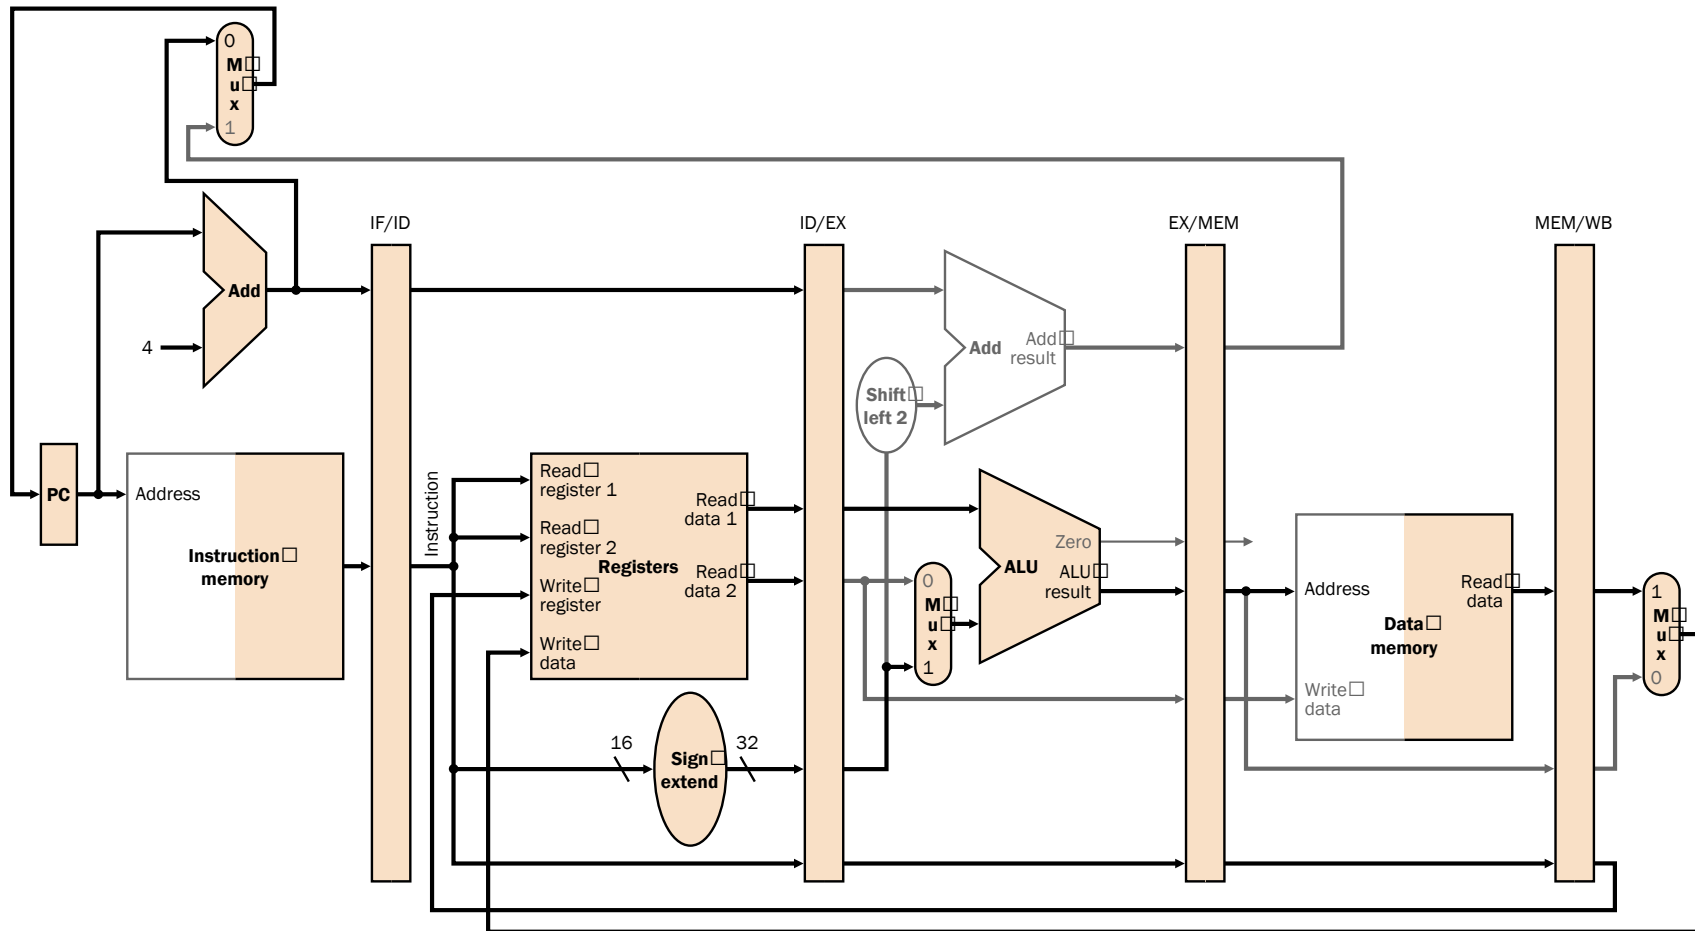 0
M
u
x
1
IF/ID
ID/EX
EX/MEM
MEM/WB
Add
4
Add
Add
result
Shift
left 2
PC
Address
Instruction
memory
Instruction
Read
register 1
Read
register 2
Write
register
Write
data
Registers
Read
data 1
Read
data 2
16
Sign
extend
32
0
M
u
x
1
Zero
ALU
ALU
result
Address
Write
data
Data
memory
Read
data
1
M
u
x
0